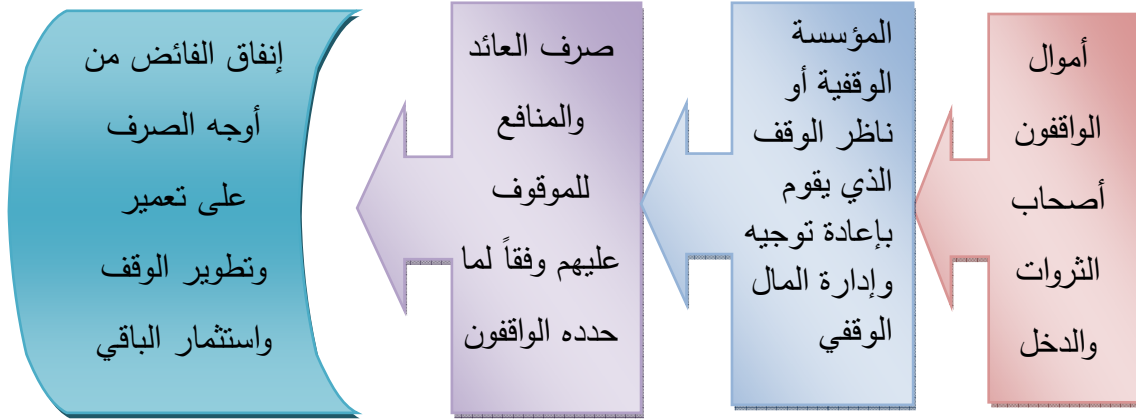 أموال
الواقفون
أصحاب
الثروات
والدخل
المؤسسة
الوقفية أو
ناظر الوقف
الذي يقوم
بإعادة توجيه
وإدارة المال
الوقفي
صرف العائد
والمنافع
للموقوف
عليهم وفقاً لما
حدده الواقفون
إنفاق الفائض من
أوجه الصرف
على تعمير
وتطوير الوقف
واستثمار الباقي